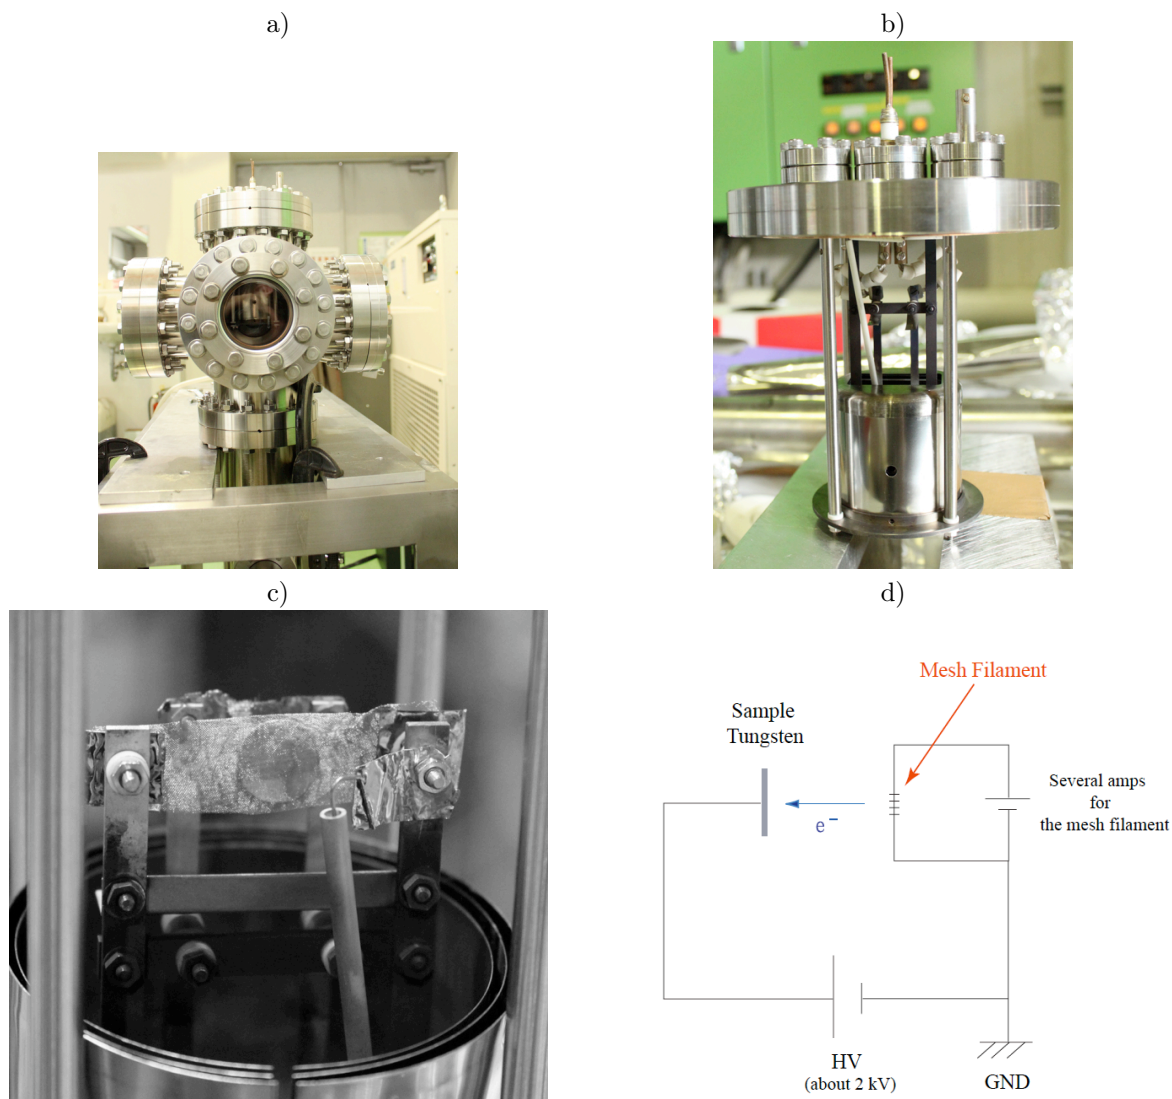 a)
b)
c)
d)
Mesh Filament
Sample
Tungsten
e⁻
Several amps
for
the mesh filament
HV
(about 2 kV)
GND